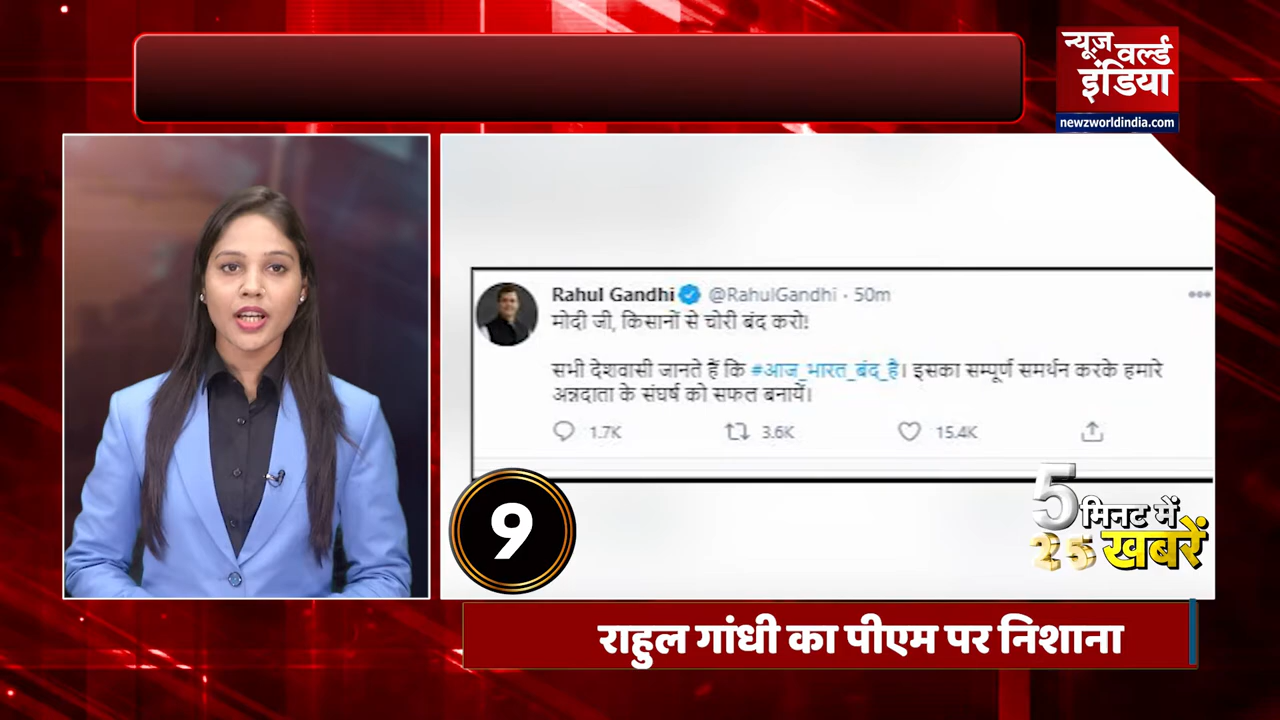 न्यूज़ वर्ल्ड
इंडिया
newzworldindia.com
Rahul Gandhi @RahulGandhi · 50m
मोदी जी, किसानों से चोरी बंद करो!
सभी देशवासी जानते हैं कि #आज_भारत_बंद_है। इसका सम्पूर्ण समर्थन करके हमारे
अन्नदाता के संघर्ष को सफल बनायें।
1.7K 3.6K 15.4K
9
5 मिनट में
25 खबरें
राहुल गांधी का पीएम पर निशाना